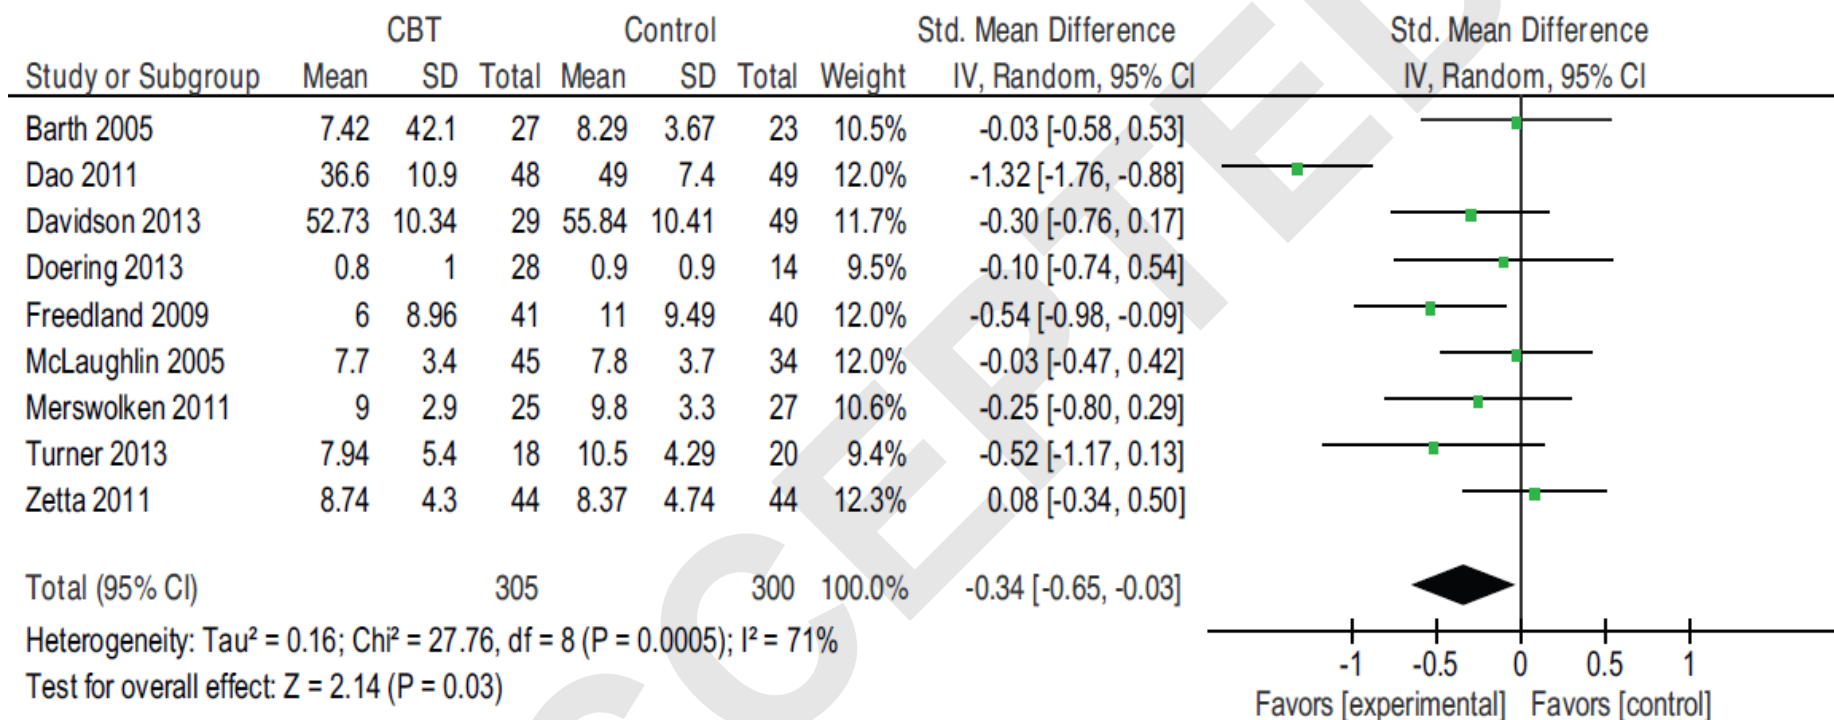 CBT Control Std. Mean Difference Std. Mean Difference
Study or Subgroup Mean SD Total Mean SD Total Weight IV, Random, 95% CI IV, Random, 95% CI
Barth 2005 7.42 42.1 27 8.29 3.67 23 10.5% -0.03 [-0.58, 0.53]
Dao 2011 36.6 10.9 48 49 7.4 49 12.0% -1.32 [-1.76, -0.88]
Davidson 2013 52.73 10.34 29 55.84 10.41 49 11.7% -0.30 [-0.76, 0.17]
Doering 2013 0.8 1 28 0.9 0.9 14 9.5% -0.10 [-0.74, 0.54]
Freedland 2009 6 8.96 41 11 9.49 40 12.0% -0.54 [-0.98, -0.09]
McLaughlin 2005 7.7 3.4 45 7.8 3.7 34 12.0% -0.03 [-0.47, 0.42]
Merswolken 2011 9 2.9 25 9.8 3.3 27 10.6% -0.25 [-0.80, 0.29]
Turner 2013 7.94 5.4 18 10.5 4.29 20 9.4% -0.52 [-1.17, 0.13]
Zetta 2011 8.74 4.3 44 8.37 4.74 44 12.3% 0.08 [-0.34, 0.50]
Total (95% CI) 305 300 100.0% -0.34 [-0.65, -0.03]
Heterogeneity: Tau² = 0.16; Chi² = 27.76, df = 8 (P = 0.0005); I² = 71%
Test for overall effect: Z = 2.14 (P = 0.03)
-1 -0.5 0 0.5 1
Favors [experimental] Favors [control]
CCEPTED